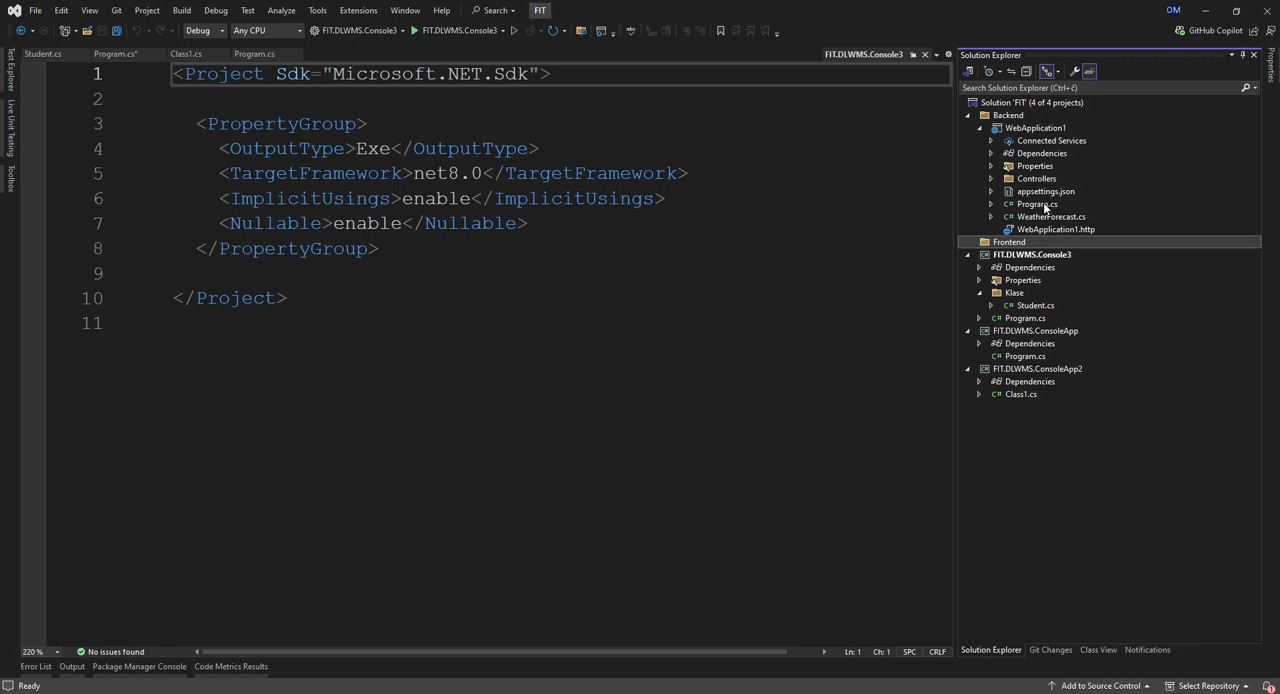 File Edit View Git Project Build Debug Test Analyze Tools Extensions Window Help Search FIT DM
Debug Any CPU FIT.DLWMS.Console3 FIT.DLWMS.Console3 GitHub Copilot
Student.cs Program.cs* Class1.cs Program.cs FIT.DLWMS.Console3
Test Explorer
Live Unit Testing
Toolbox
1 <Project Sdk="Microsoft.NET.Sdk">
2
3 <PropertyGroup>
4 <OutputType>Exe</OutputType>
5 <TargetFramework>net8.0</TargetFramework>
6 <ImplicitUsings>enable</ImplicitUsings>
7 <Nullable>enable</Nullable>
8 </PropertyGroup>
9
10 </Project>
11
220 % No issues found Ln: 1 Ch: 1 SPC CRLF
Error List Output Package Manager Console Code Metrics Results
Solution Explorer
Search Solution Explorer (Ctrl+č)
Solution 'FIT' (4 of 4 projects)
Backend
WebApplication1
Connected Services
Dependencies
Properties
Controllers
appsettings.json
C# Program.cs
C# WeatherForecast.cs
WebApplication1.http
Frontend
C# FIT.DLWMS.Console3
Dependencies
Properties
Klase
C# Student.cs
C# Program.cs
C# FIT.DLWMS.ConsoleApp
Dependencies
C# Program.cs
C# FIT.DLWMS.ConsoleApp2
Dependencies
C# Class1.cs
Solution Explorer Git Changes Class View Notifications
Properties
Ready Add to Source Control Select Repository